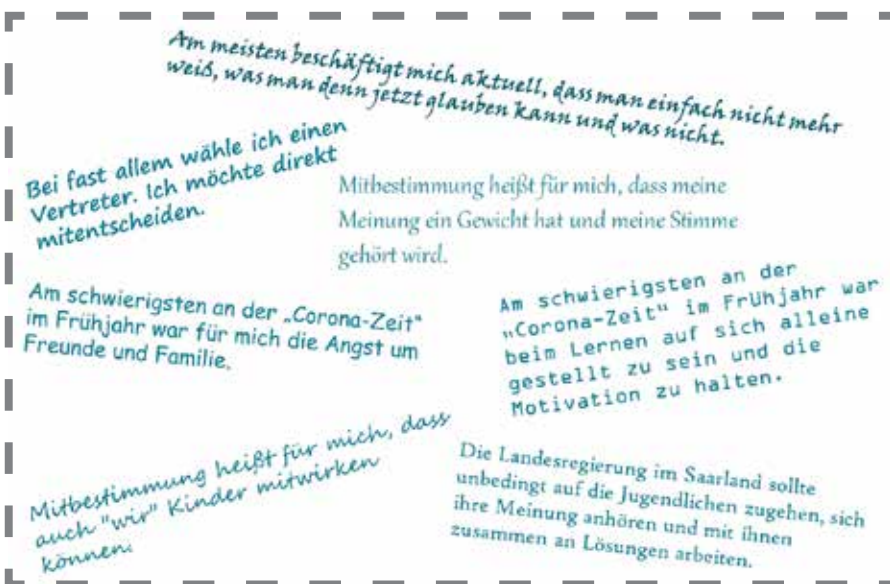 Am meisten beschäftigt mich aktuell, dass man einfach nicht mehr
weiß, was man denn jetzt glauben kann und was nicht.
Bei fast allem wähle ich einen
Vertreter. Ich möchte direkt
mitentscheiden.
Mitbestimmung heißt für mich, dass meine
Meinung ein Gewicht hat und meine Stimme
gehört wird.
Am schwierigsten an der „Corona-Zeit“
im Frühjahr war für mich die Angst um
Freunde und Familie.
Am schwierigsten an der
„Corona-Zeit“ im Frühjahr war
beim Lernen auf sich alleine
gestellt zu sein und die
Motivation zu halten.
Mitbestimmung heißt für mich, dass
auch "wir" Kinder mitwirken
können.
Die Landesregierung im Saarland sollte
unbedingt auf die Jugendlichen zugehen, sich
ihre Meinung anhören und mit ihnen
zusammen an Lösungen arbeiten.